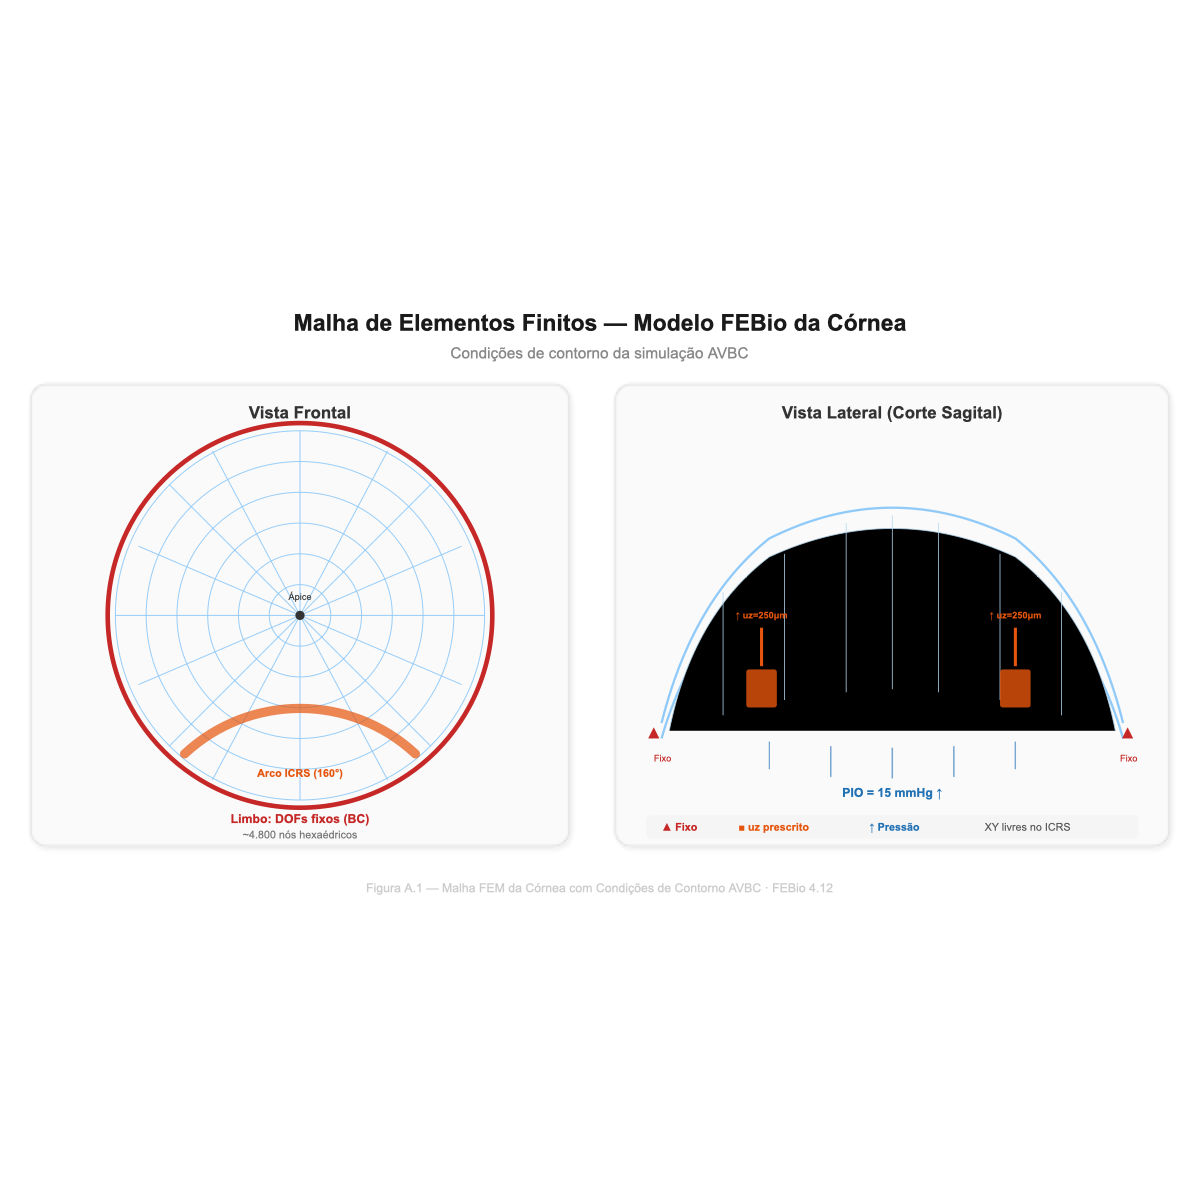 Malha de Elementos Finitos — Modelo FEBio da Córnea
Condições de contorno da simulação AVBC
Vista Frontal
Ápice
Arco ICRS (160°)
Limbo: DOFs fixos (BC)
~4.800 nós hexaédricos
Vista Lateral (Corte Sagital)
↑ uz=250μm
↑ uz=250μm
Fixo
Fixo
PIO = 15 mmHg ↑
▲ Fixo
■ uz prescrito
↑ Pressão
XY livres no ICRS
Figura A.1 — Malha FEM da Córnea com Condições de Contorno AVBC · FEBio 4.12